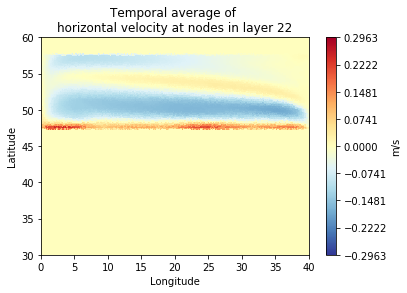 Temporal average of
horizontal velocity at nodes in layer 22
60
55
50
45
40
35
30
Latitude
0 5 10 15 20 25 30 35 40
Longitude
0.2963
0.2222
0.1481
0.0741
0.0000
−0.0741
−0.1481
−0.2222
−0.2963
m/s